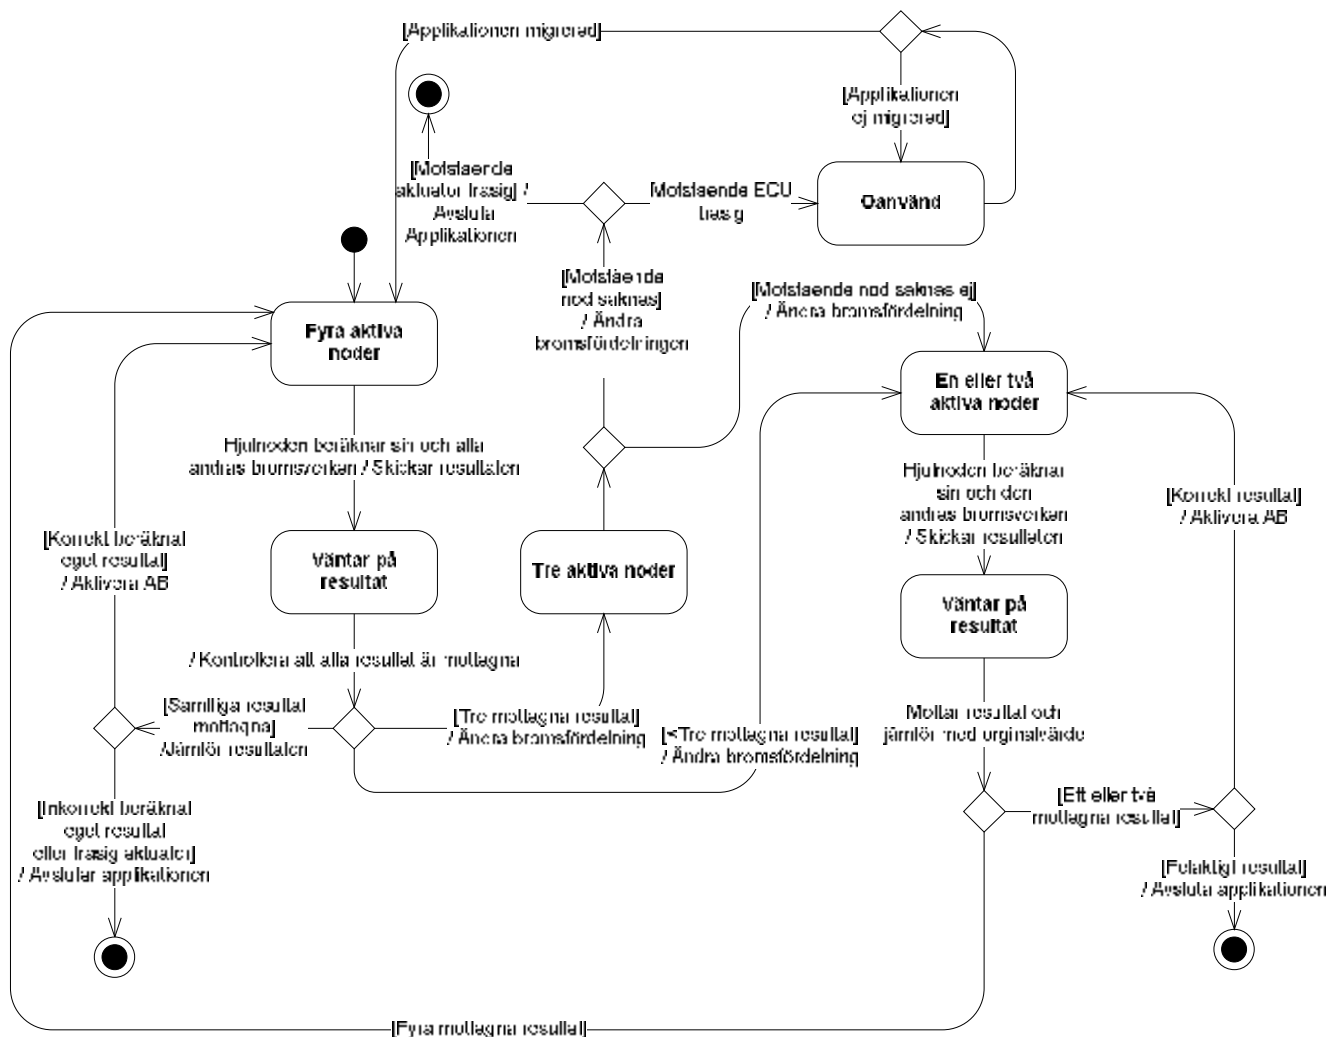 [Applikationen migrerad]
[Applikationen
ej migrerad]
[Motstående
aktuator trasig] /
Avsluta
Applikationen
Motstående ECU
trasig
Oanvänd
[Motstående
nod saknas]
/ Ändra
bromsfördelningen
[Motstående nod saknas ej]
/ Ändra bromsfördelning
Fyra aktiva
noder
En eller två
aktiva noder
Hjulnoden beräknar sin och alla
andras bromsverkan / Skickar resultaten
Hjulnoden beräknar
sin och den
andras bromsverkan
/ Skickar resultaten
[Korrekt resultat]
/ Aktivera AB
[Korrekt beräknat
eget resultat]
/ Aktivera AB
Väntar på
resultat
Tre aktiva noder
Väntar på
resultat
/ Kontrollera att alla resultat är mottagna
[Samtliga resultat
mottagna]
/Jämför resultaten
[Tre mottagna resultat]
/ Ändra bromsfördelning
[<Tre mottagna resultat]
/ Ändra bromsfördelning
Mottar resultat och
jämför med orginalvärde
[Inkorrekt beräknat
eget resultat
eller trasig aktuator]
/ Avslutar applikationen
[Ett eller två
mottagna resultat]
[Felaktigt resultat]
/ Avsluta applikationen
[Fyra mottagna resultat]